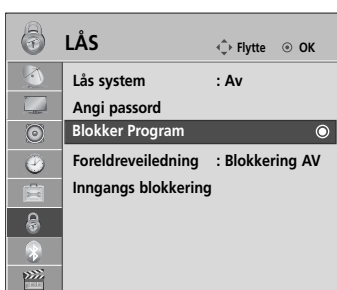 LÅS
Flytte OK
Lås system : Av
Angi passord
Blokker Program
Foreldreveiledning : Blokkering AV
Inngangs blokkering